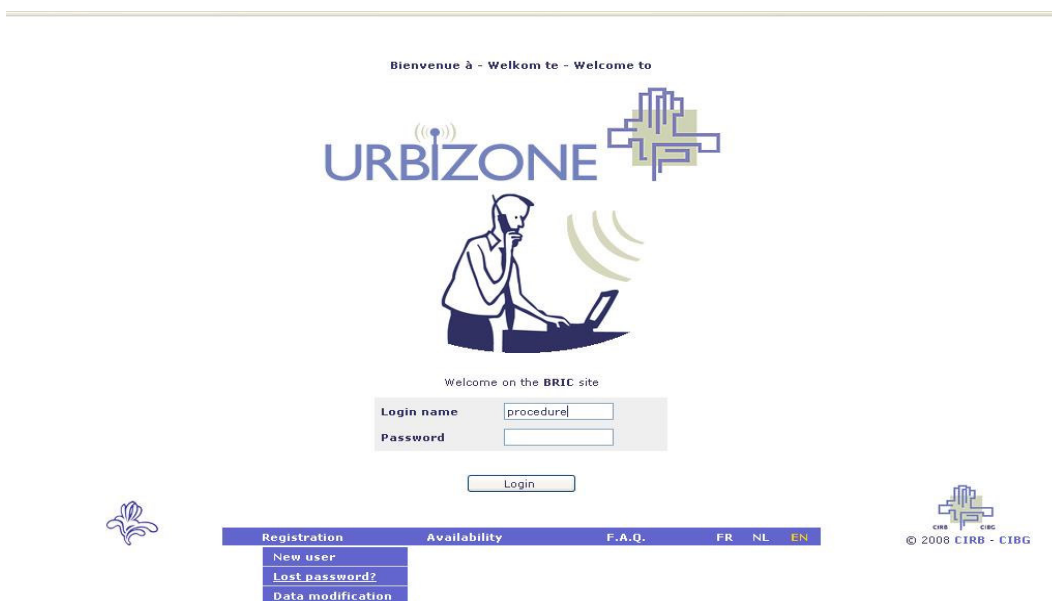 Bienvenue à - Welkom te - Welcome to
URBIZONE
Welcome on the BRIC site
Login name procedure
Password
Login
Registration Availability F.A.Q. FR NL EN
New user
Lost password?
Data modification
CIRB CIBG
© 2008 CIRB - CIBG